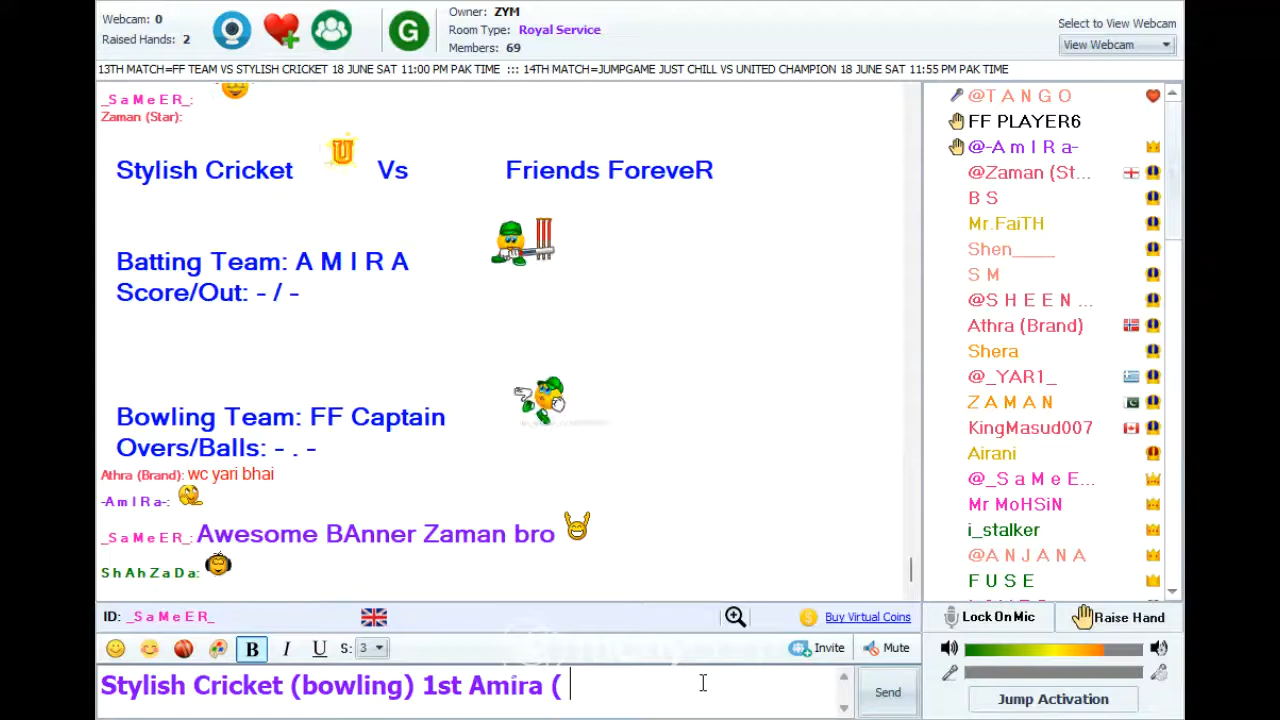 Webcam: 0
Raised Hands: 2
G
Owner: ZYM
Room Type: Royal Service
Members: 69
Select to View Webcam
View Webcam
13TH MATCH=FF TEAM VS STYLISH CRICKET 18 JUNE SAT 11:00 PM PAK TIME ::: 14TH MATCH=JUMPGAME JUST CHILL VS UNITED CHAMPION 18 JUNE SAT 11:55 PM PAK TIME
_S a M e E R_:
Zaman (Star):
Stylish Cricket U Vs Friends ForeveR
Batting Team: A M I R A
Score/Out: - / -
Bowling Team: FF Captain
Overs/Balls: - . -
Athra (Brand): wc yari bhai
-A m I R a-:
_S a M e E R_: Awesome BAnner Zaman bro
S h A h Z a D a:
@T A N G O
FF PLAYER6
@-A m I R a-
@Zaman (St...
B S
Mr.FaiTH
Shen____
S M
@S H E E N ...
Athra (Brand)
Shera
@_YAR1_
Z A M A N
KingMasud007
Airani
@_S a M e E...
Mr MoHSiN
i_stalker
@A N J A N A
F U S E
ID: _S a M e E R_
Buy Virtual Coins
Lock On Mic
Raise Hand
B I U S: 3
Invite
Mute
Stylish Cricket (bowling) 1st Amira (
Send
Jump Activation